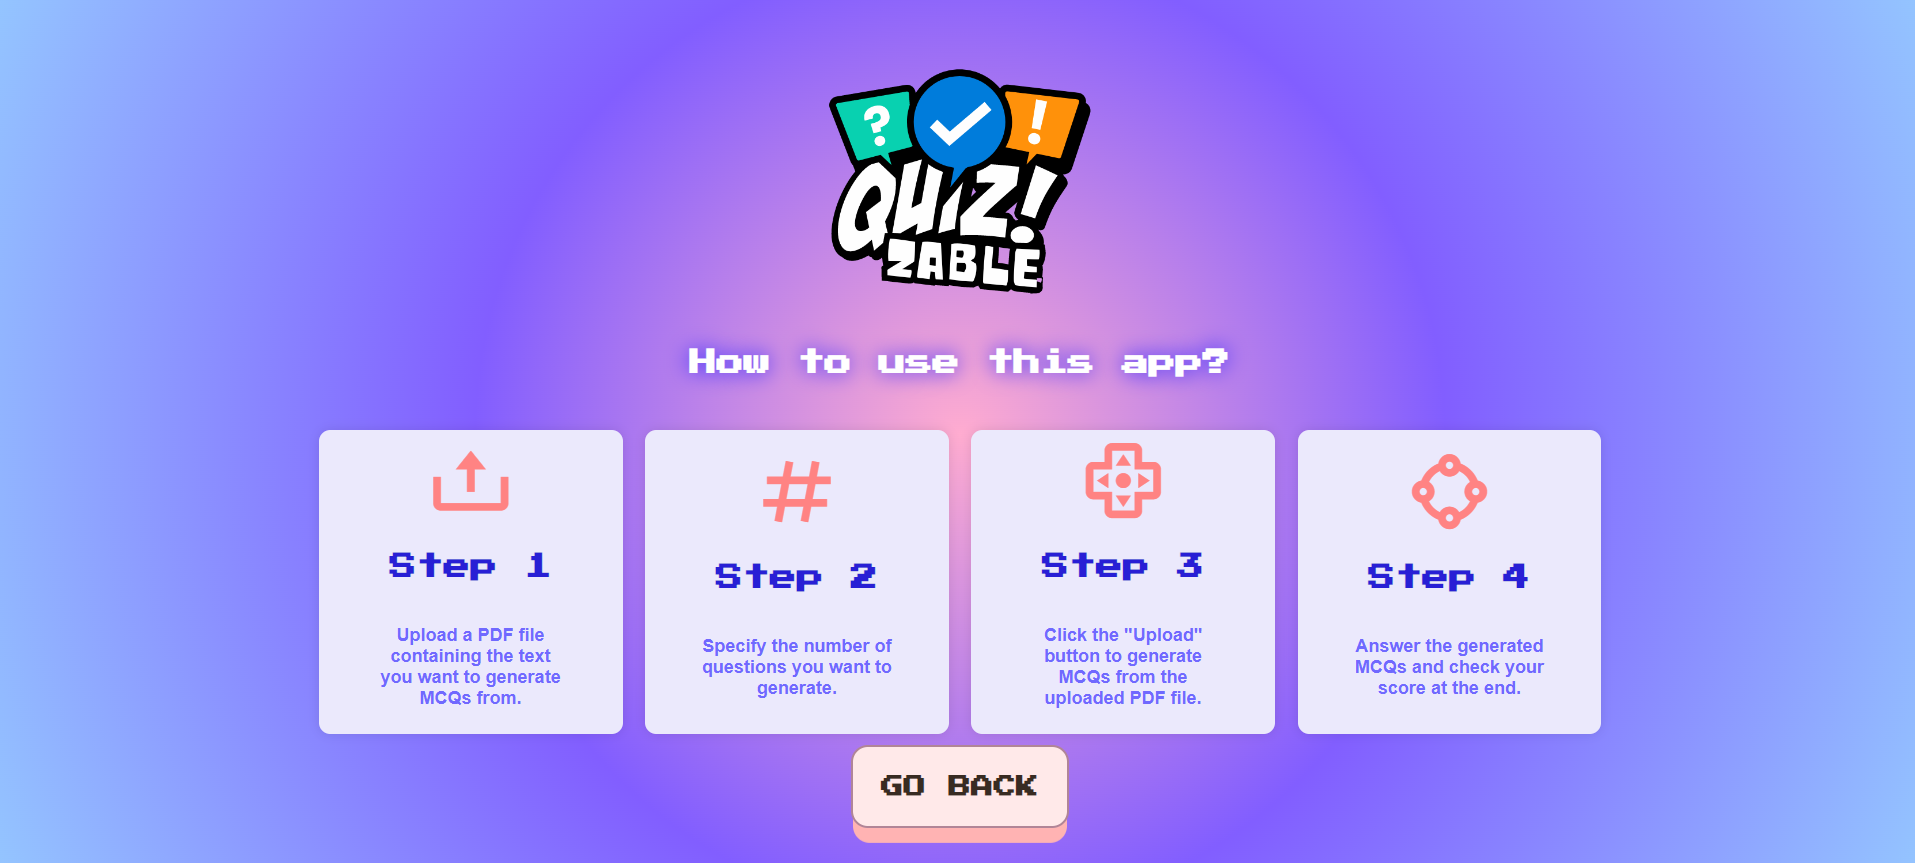 ?
!
QUIZ!
ZABLE
How to use this app?
Step 1
Upload a PDF file
containing the text
you want to generate
MCQs from.
#
Step 2
Specify the number of
questions you want to
generate.
Step 3
Click the "Upload"
button to generate
MCQs from the
uploaded PDF file.
Step 4
Answer the generated
MCQs and check your
score at the end.
GO BACK